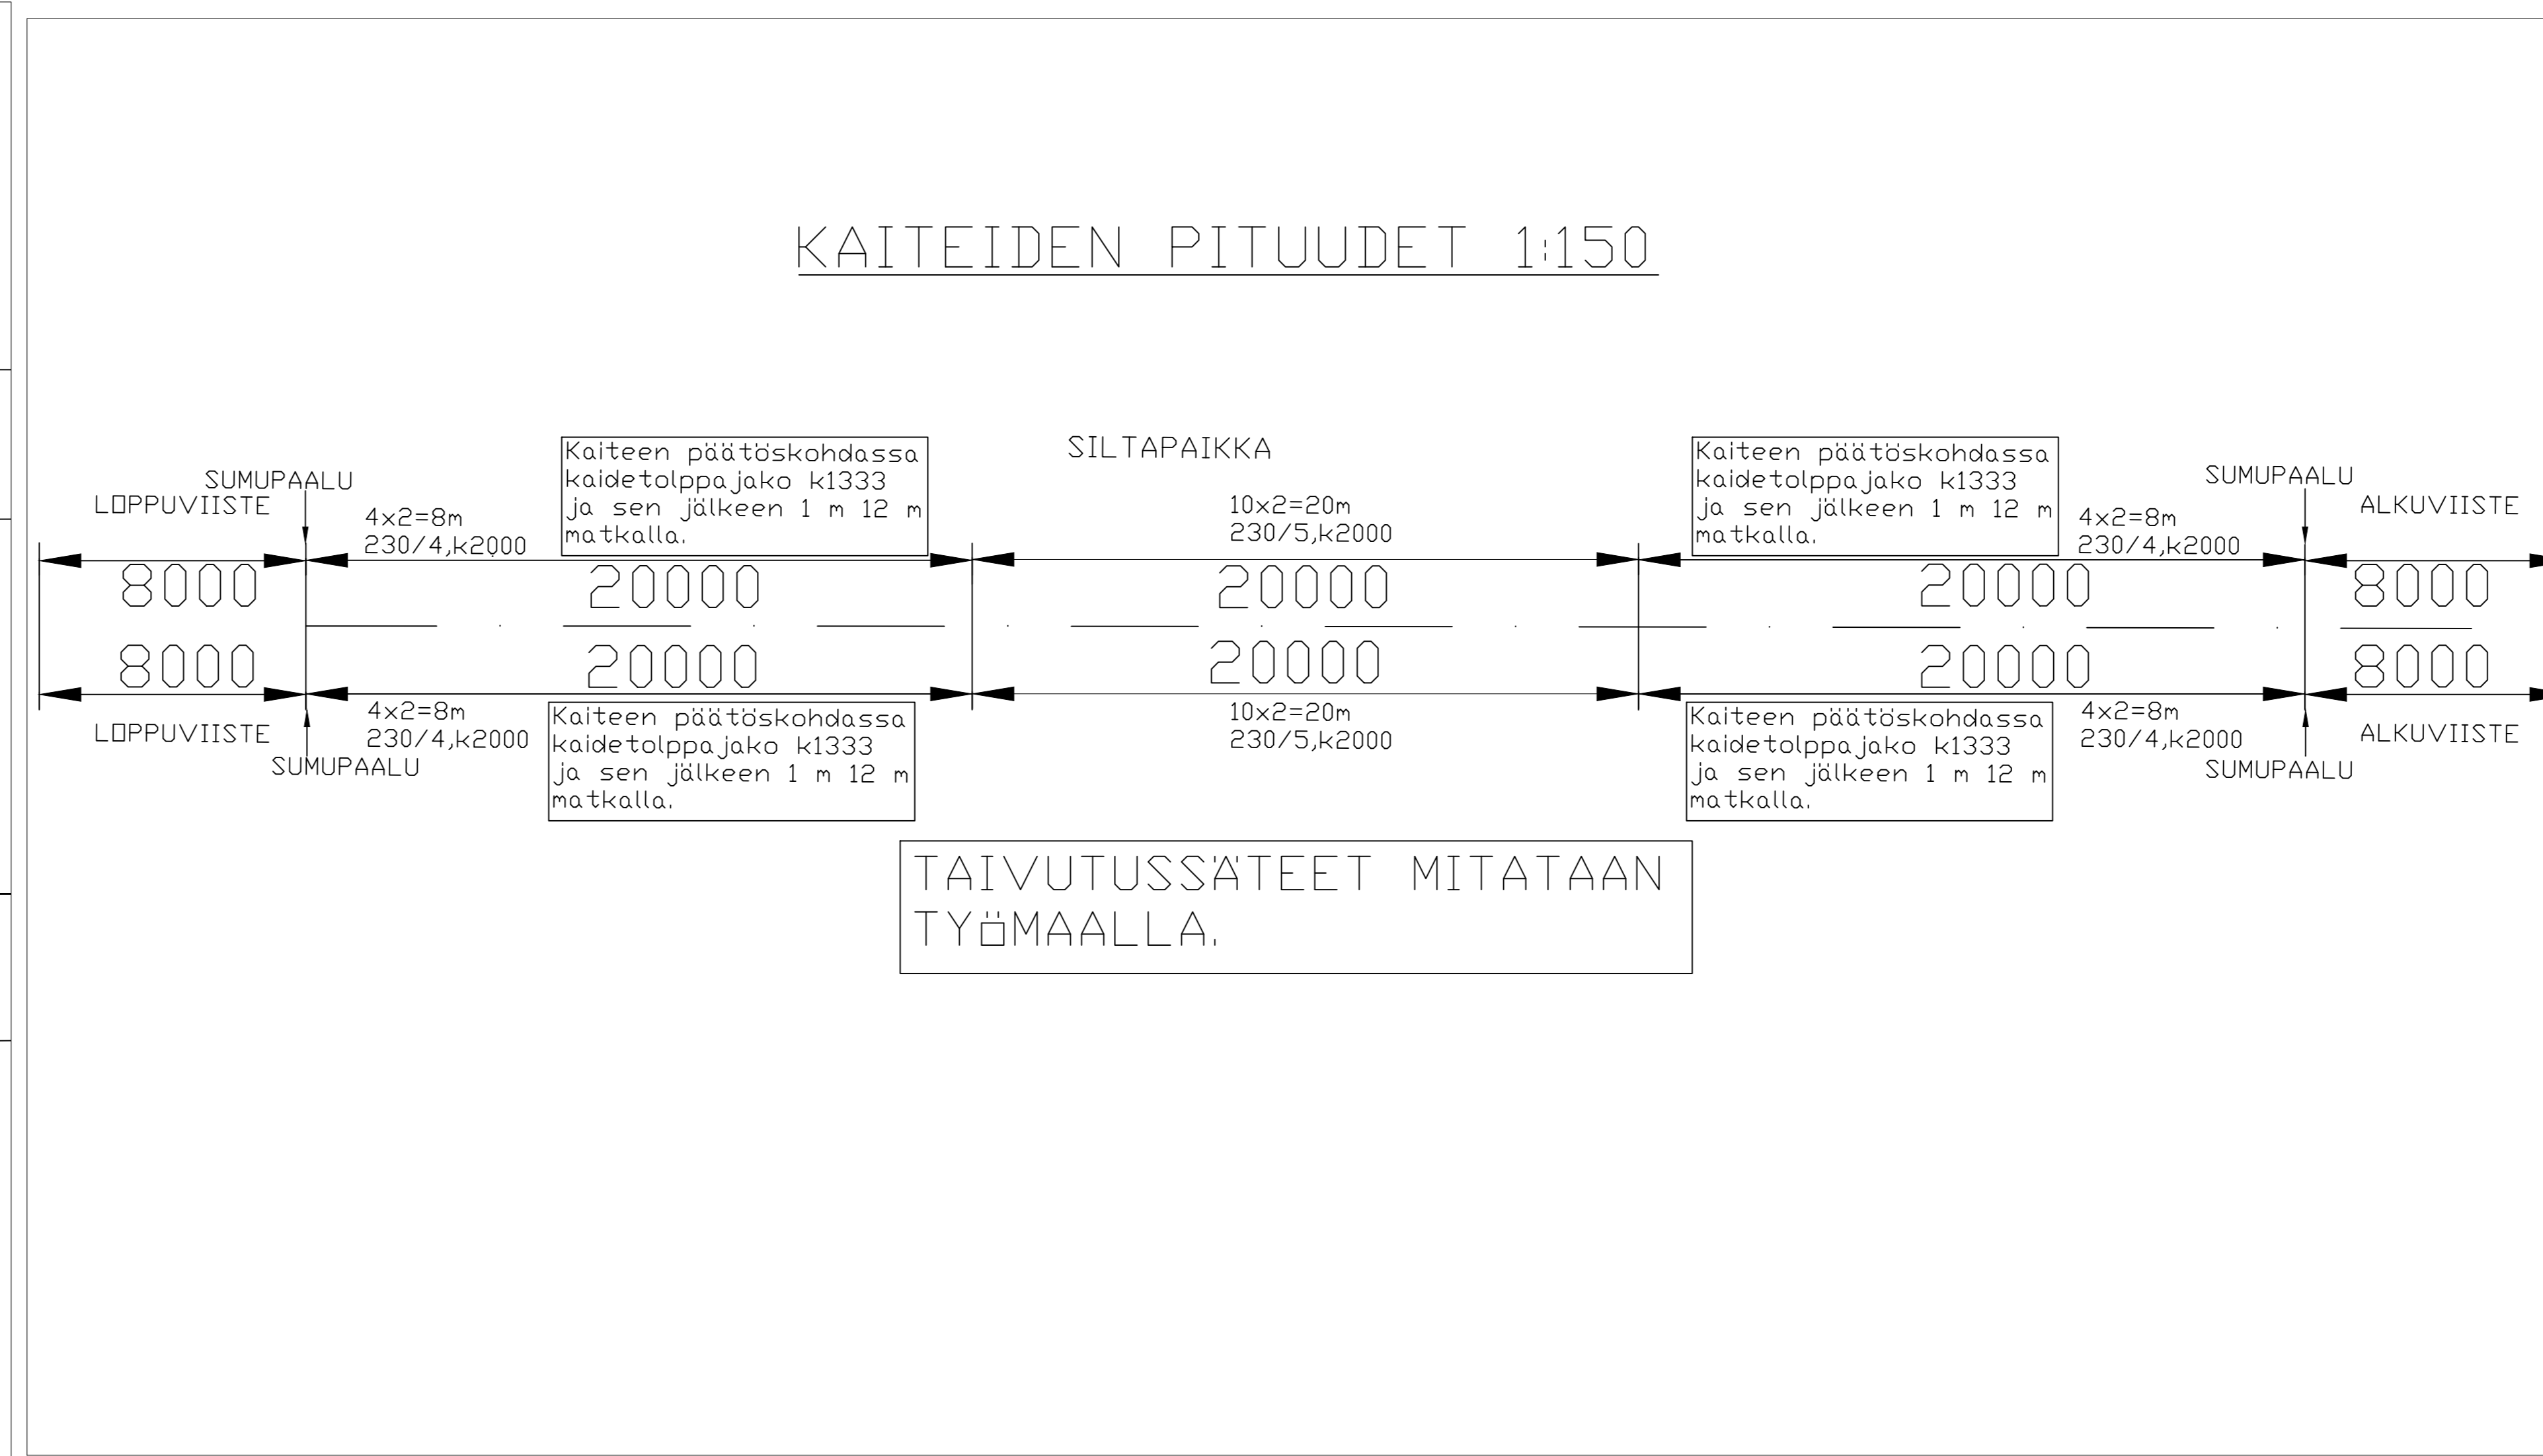 KAITEIDEN PITUUDET 1:150
SILTAPAIKKA
SUMUPAALU
LOPPUVIISTE
4x2=8m
230/4,k2000
Kaiteen päätöskohdassa
kaidetolppajako k1333
ja sen jälkeen 1 m 12 m
matkalla.
10x2=20m
230/5,k2000
Kaiteen päätöskohdassa
kaidetolppajako k1333
ja sen jälkeen 1 m 12 m
matkalla.
4x2=8m
230/4,k2000
SUMUPAALU
ALKUVIISTE
8000
20000
20000
20000
8000
8000
20000
20000
20000
8000
LOPPUVIISTE
SUMUPAALU
4x2=8m
230/4,k2000
Kaiteen päätöskohdassa
kaidetolppajako k1333
ja sen jälkeen 1 m 12 m
matkalla.
10x2=20m
230/5,k2000
Kaiteen päätöskohdassa
kaidetolppajako k1333
ja sen jälkeen 1 m 12 m
matkalla.
4x2=8m
230/4,k2000
SUMUPAALU
ALKUVIISTE
TAIVUTUSSÄTEET MITATAAN
TYÖMAALLA.